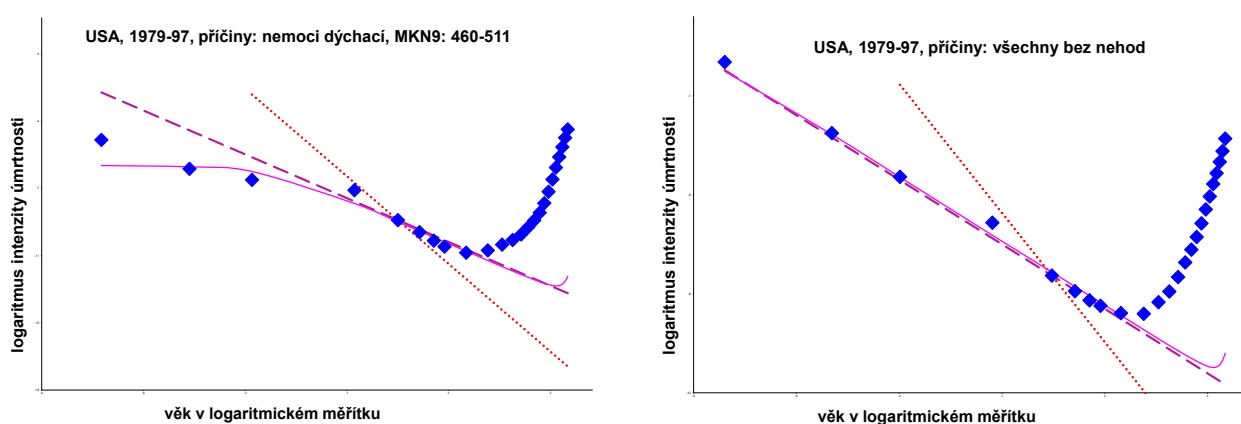 USA, 1979-97, příčiny: nemoci dýchací, MKN9: 460-511
logaritmus intenzity úmrtnosti
věk v logaritmickém měřítku
USA, 1979-97, příčiny: všechny bez nehod
logaritmus intenzity úmrtnosti
věk v logaritmickém měřítku